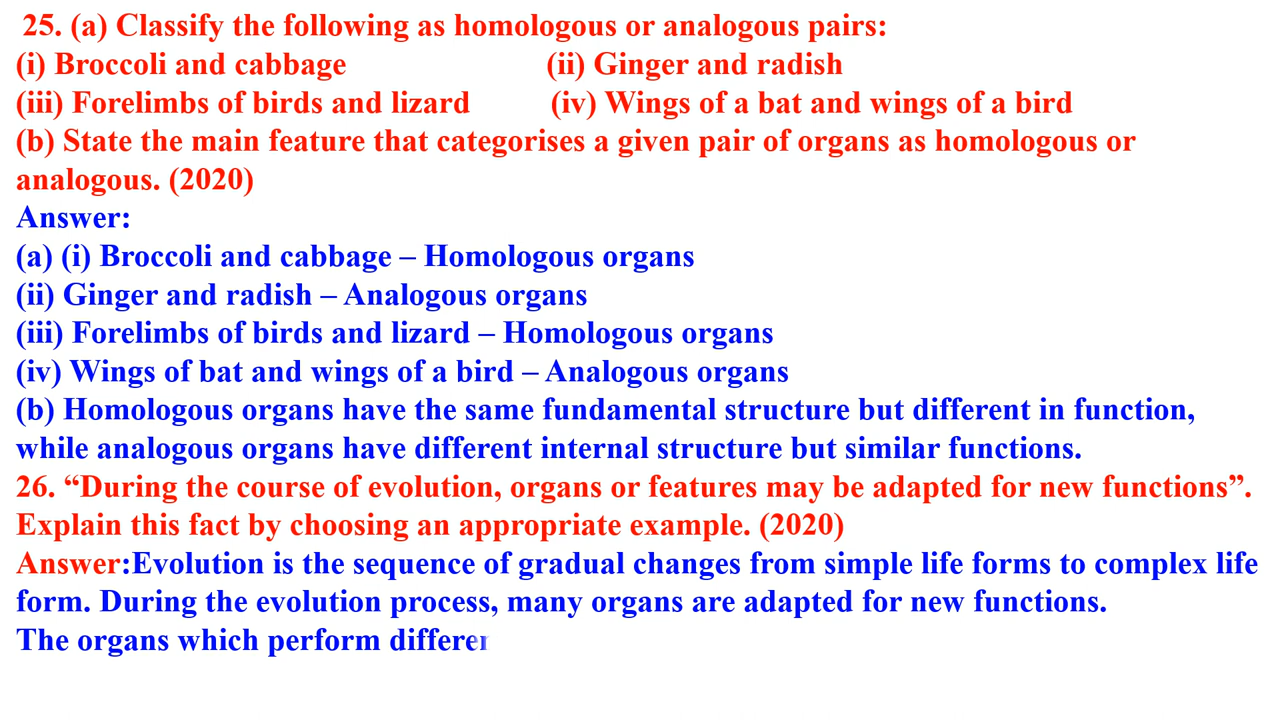 25. (a) Classify the following as homologous or analogous pairs:
(i) Broccoli and cabbage (ii) Ginger and radish
(iii) Forelimbs of birds and lizard (iv) Wings of a bat and wings of a bird
(b) State the main feature that categorises a given pair of organs as homologous or
analogous. (2020)
Answer:
(a) (i) Broccoli and cabbage – Homologous organs
(ii) Ginger and radish – Analogous organs
(iii) Forelimbs of birds and lizard – Homologous organs
(iv) Wings of bat and wings of a bird – Analogous organs
(b) Homologous organs have the same fundamental structure but different in function,
while analogous organs have different internal structure but similar functions.
26. “During the course of evolution, organs or features may be adapted for new functions”.
Explain this fact by choosing an appropriate example. (2020)
Answer:Evolution is the sequence of gradual changes from simple life forms to complex life
form. During the evolution process, many organs are adapted for new functions.
The organs which perform differen